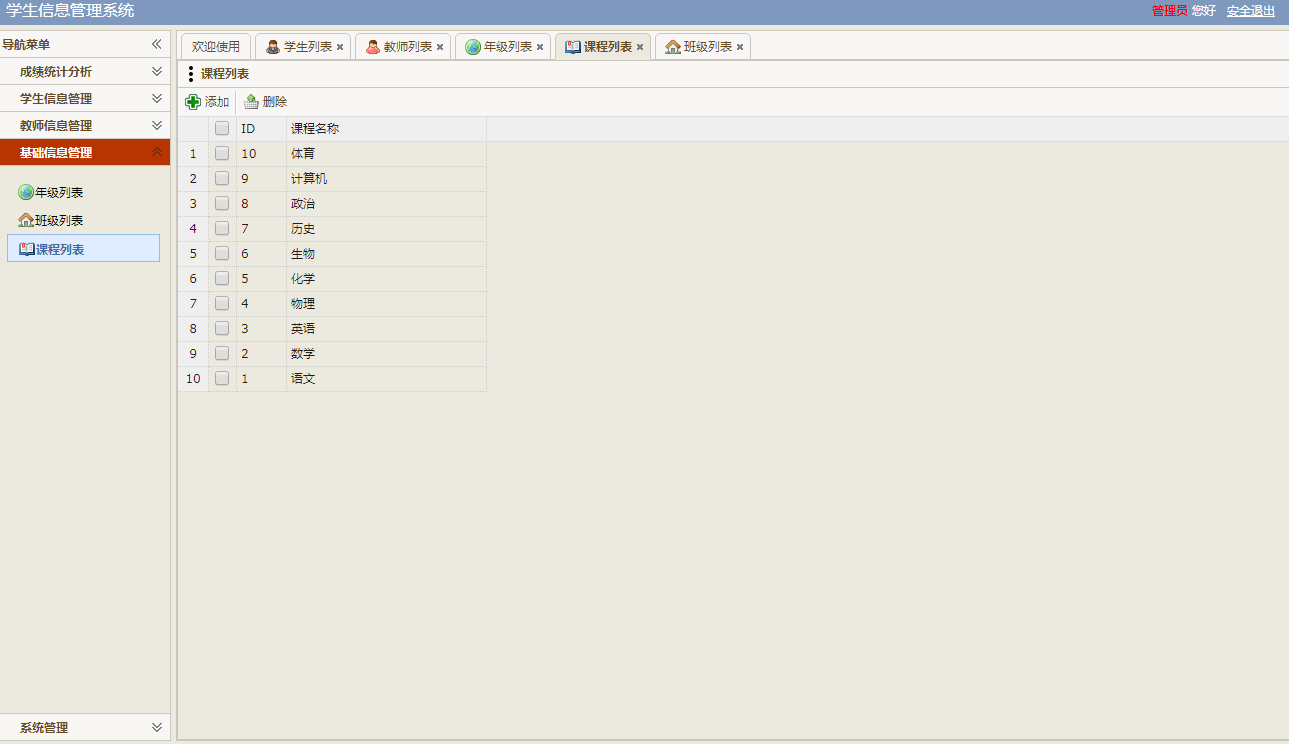 学生信息管理系统
管理员 您好 安全退出
导航菜单
成绩统计分析
学生信息管理
教师信息管理
基础信息管理
年级列表
班级列表
课程列表
系统管理
欢迎使用 学生列表 教师列表 年级列表 课程列表 班级列表
课程列表
添加 删除
ID 课程名称
1 10 体育
2 9 计算机
3 8 政治
4 7 历史
5 6 生物
6 5 化学
7 4 物理
8 3 英语
9 2 数学
10 1 语文